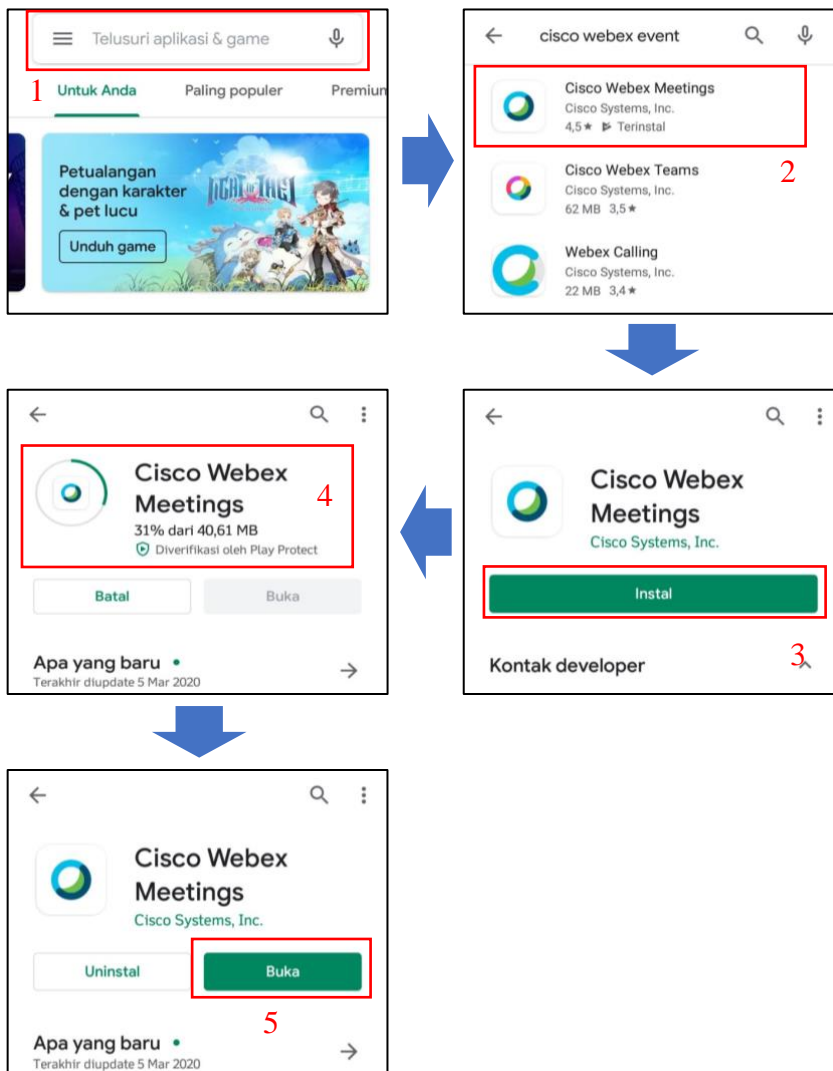 Telusuri aplikasi & game
1
Untuk Anda Paling populer Premium
Petualangan
dengan karakter
& pet lucu
LIGHT OF THEL
Unduh game
cisco webex event
Cisco Webex Meetings
Cisco Systems, Inc.
4,5★ Terinstal
2
Cisco Webex Teams
Cisco Systems, Inc.
62 MB 3,5★
Webex Calling
Cisco Systems, Inc.
22 MB 3,4★
Cisco Webex
Meetings
Cisco Systems, Inc.
Instal
3
Kontak developer
Cisco Webex
Meetings
4
31% dari 40,61 MB
Diverifikasi oleh Play Protect
Batal Buka
Apa yang baru •
Terakhir diupdate 5 Mar 2020
Cisco Webex
Meetings
Cisco Systems, Inc.
Uninstal Buka
5
Apa yang baru •
Terakhir diupdate 5 Mar 2020